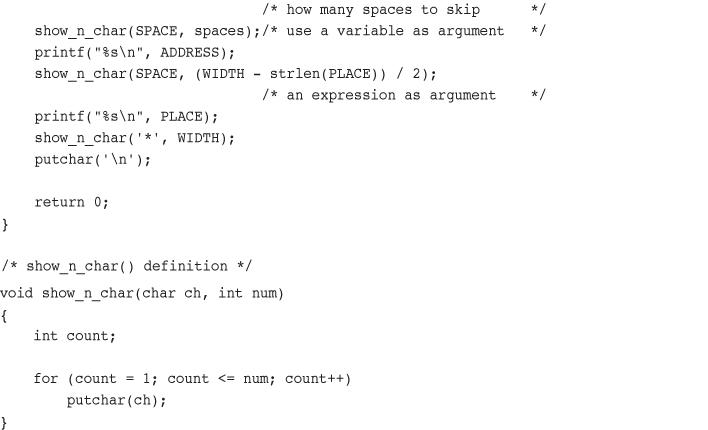 /* how many spaces to skip      */
    show_n_char(SPACE, spaces);/* use a variable as argument   */
    printf("%s\n", ADDRESS);
    show_n_char(SPACE, (WIDTH - strlen(PLACE)) / 2);
                               /* an expression as argument    */
    printf("%s\n", PLACE);
    show_n_char('*', WIDTH);
    putchar('\n');
    return 0;
}
/* show_n_char() definition */
void show_n_char(char ch, int num)
{
    int count;
    for (count = 1; count <= num; count++)
        putchar(ch);
}